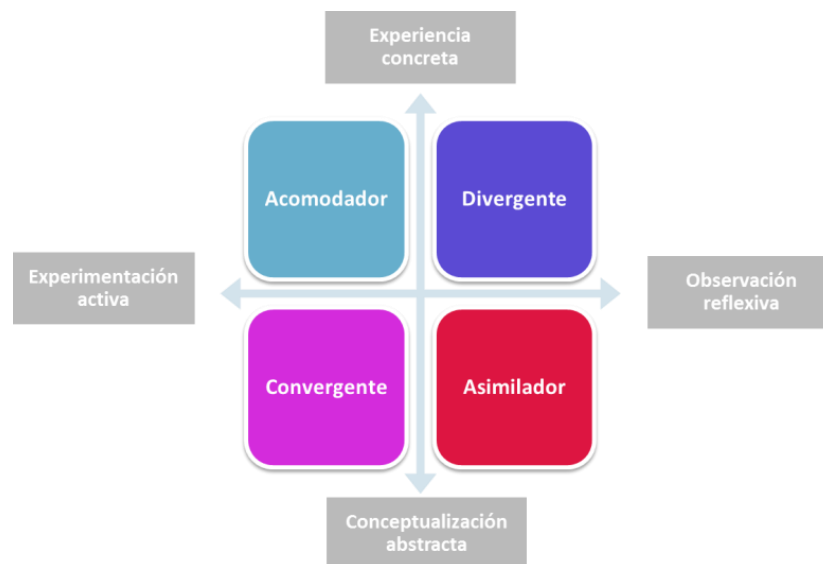 Experiencia
concreta
Acomodador
Divergente
Experimentación
activa
Observación
reflexiva
Convergente
Asimilador
Conceptualización
abstracta